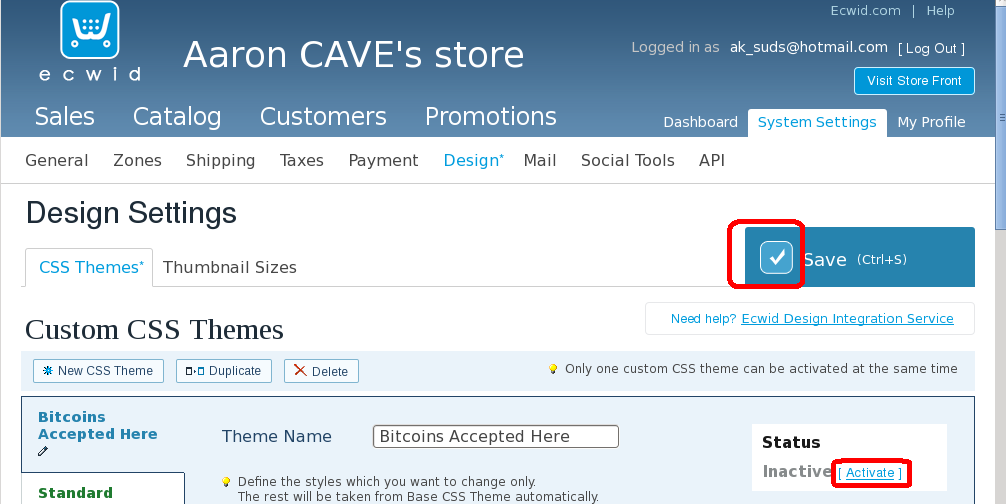 Ecwid.com | Help
ecwid
Aaron CAVE's store
Logged in as ak_suds@hotmail.com [ Log Out ]
Visit Store Front
Sales Catalog Customers Promotions
Dashboard System Settings My Profile
General Zones Shipping Taxes Payment Design* Mail Social Tools API
Design Settings
CSS Themes* Thumbnail Sizes
Save (Ctrl+S)
Need help? Ecwid Design Integration Service
Custom CSS Themes
New CSS Theme Duplicate Delete
Only one custom CSS theme can be activated at the same time
Bitcoins
Accepted Here
Theme Name Bitcoins Accepted Here
Status
Inactive [ Activate ]
Define the styles which you want to change only.
The rest will be taken from Base CSS Theme automatically.
Standard